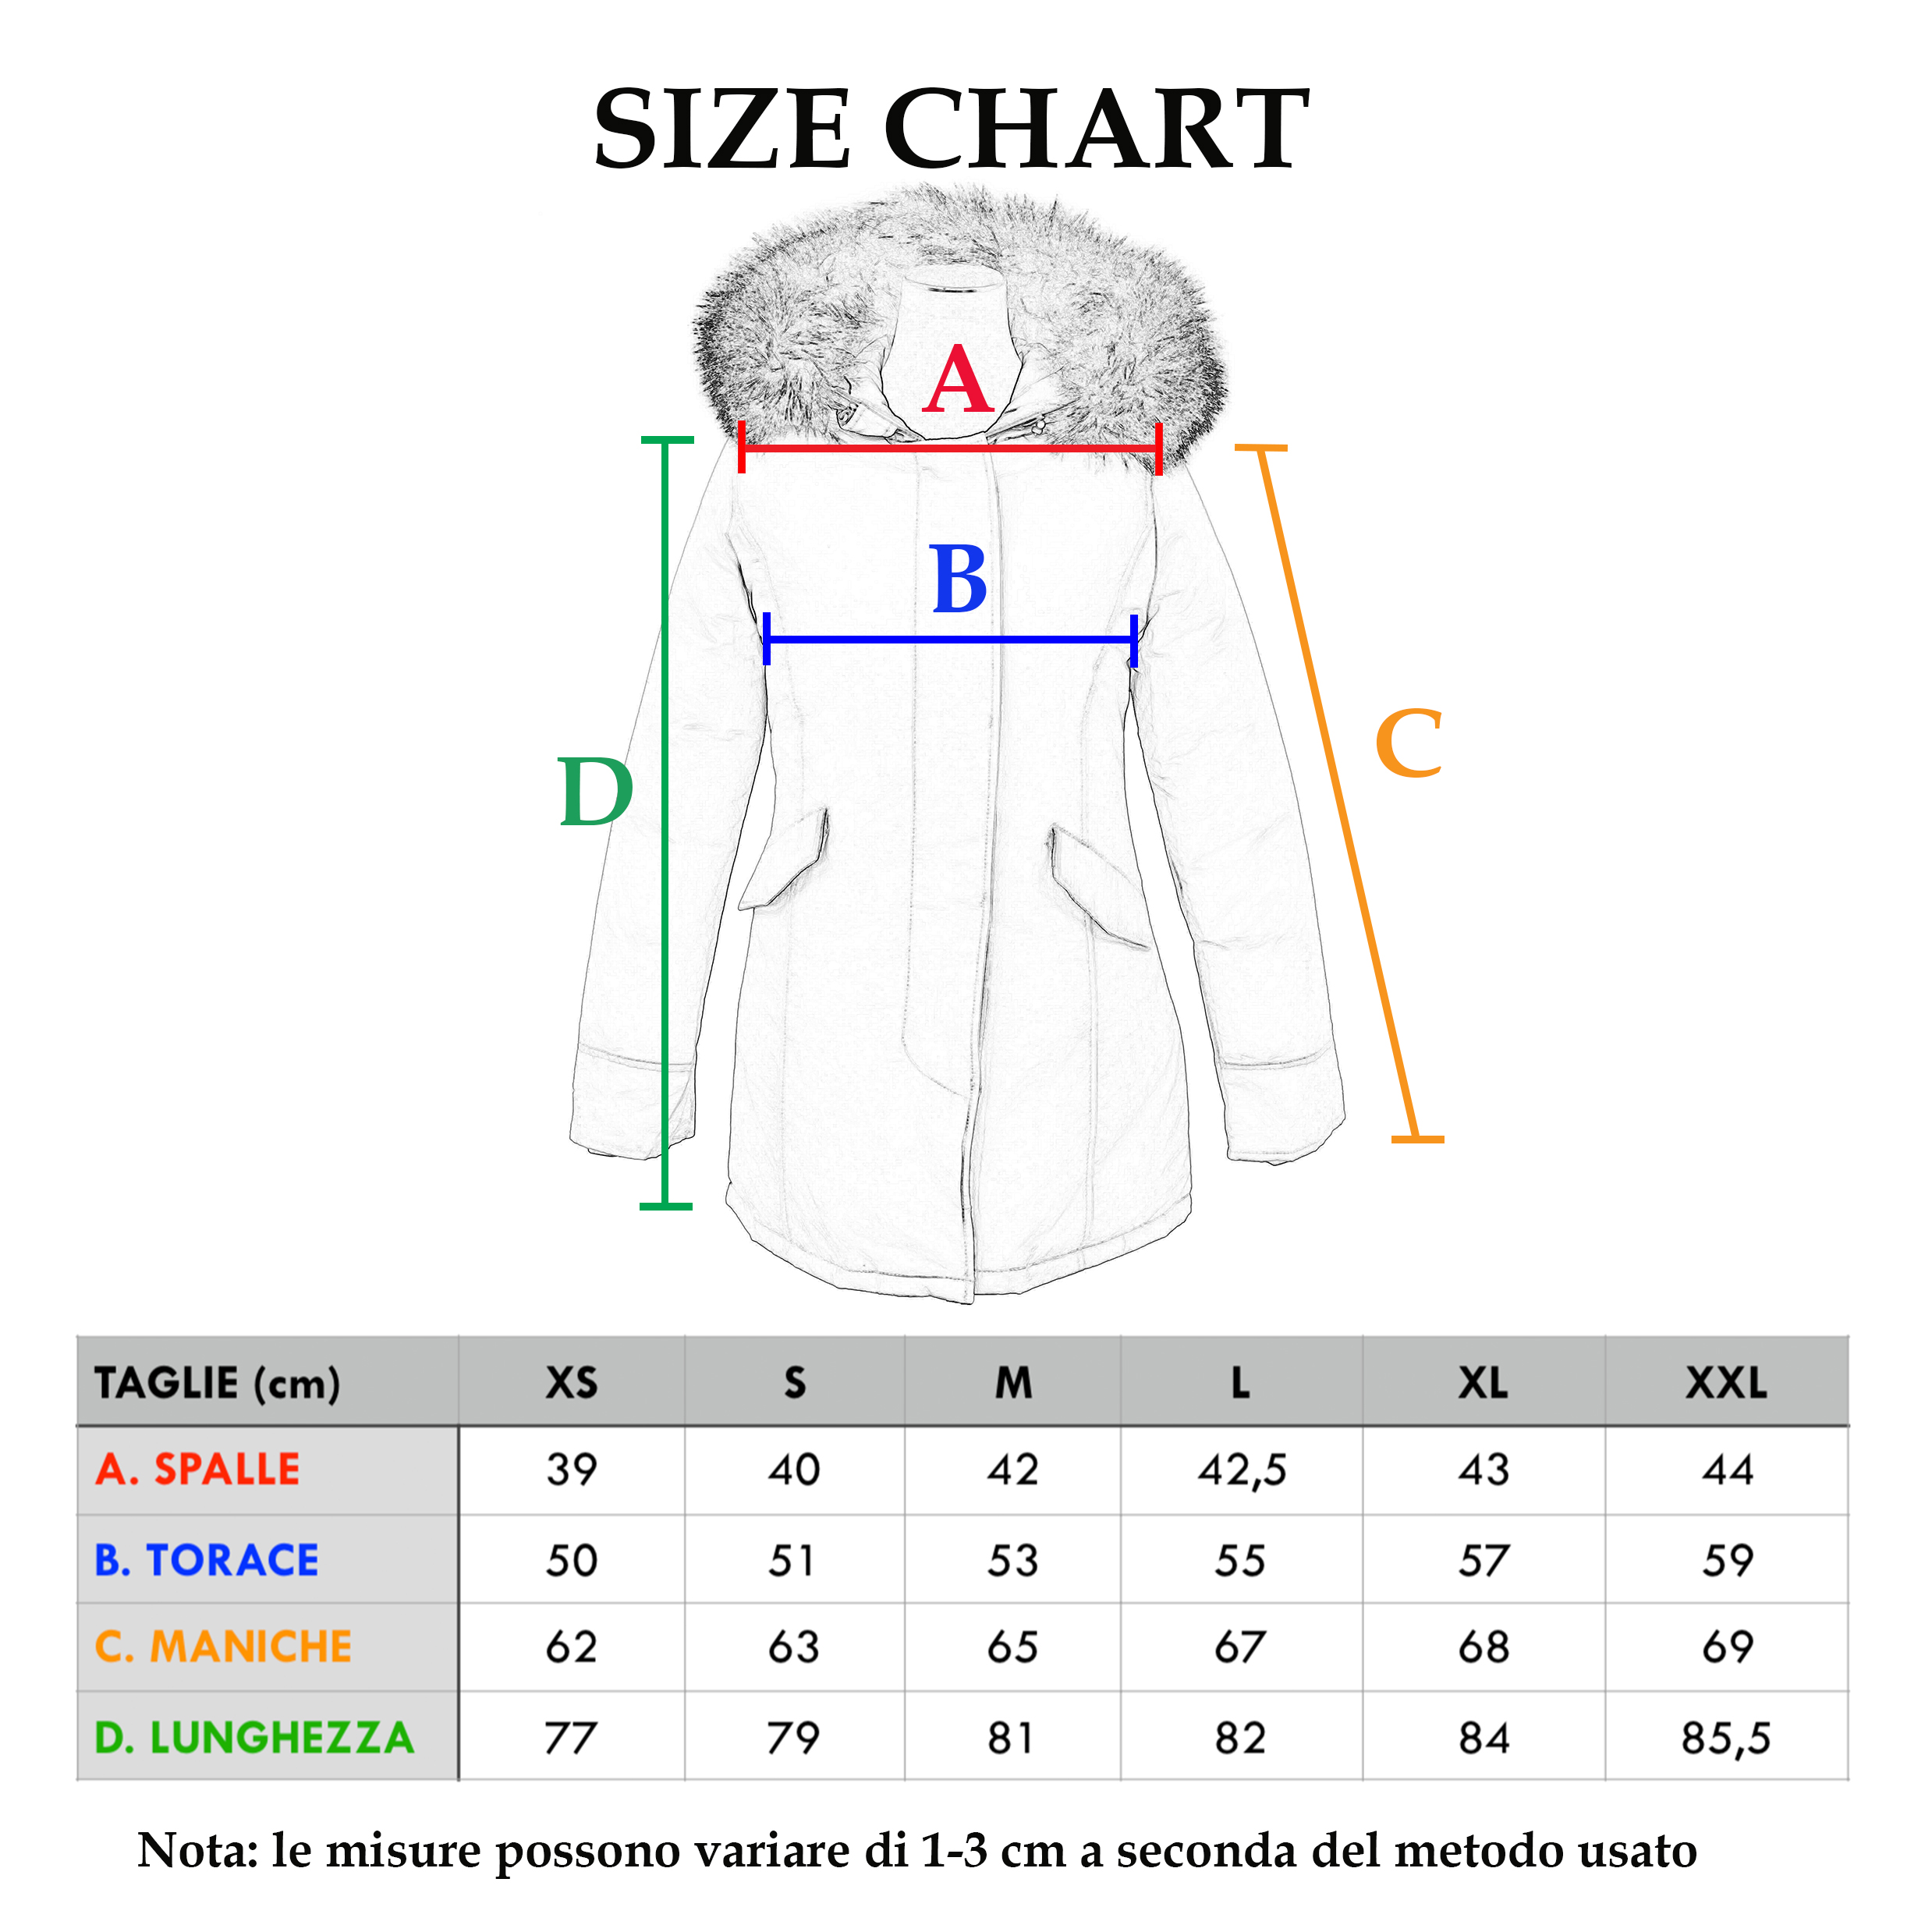 SIZE CHART
A
B
C
D
TAGLIE (cm) XS S M L XL XXL
A. SPALLE 39 40 42 42,5 43 44
B. TORACE 50 51 53 55 57 59
C. MANICHE 62 63 65 67 68 69
D. LUNGHEZZA 77 79 81 82 84 85,5
Nota: le misure possono variare di 1-3 cm a seconda del metodo usato